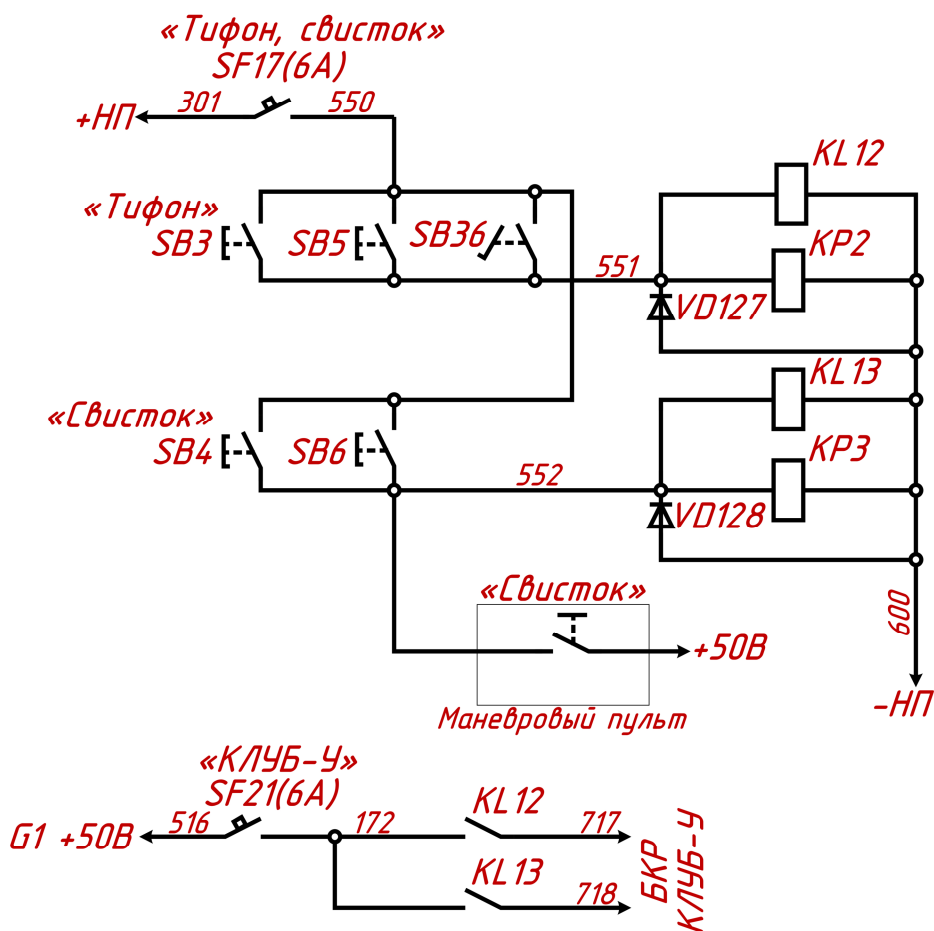 «Тифон, свисток»
SF17(6А)
+НП
301
550
KL12
«Тифон»
SB3
SB5
SB36
KP2
551
VD127
KL13
«Свисток»
SB4
SB6
KP3
552
VD128
«Свисток»
600
+50В
-НП
Маневровый пульт
«КЛУБ-У»
SF21(6А)
G1 +50В
516
172
KL12
717
KL13
718
БКР
КЛУБ-У